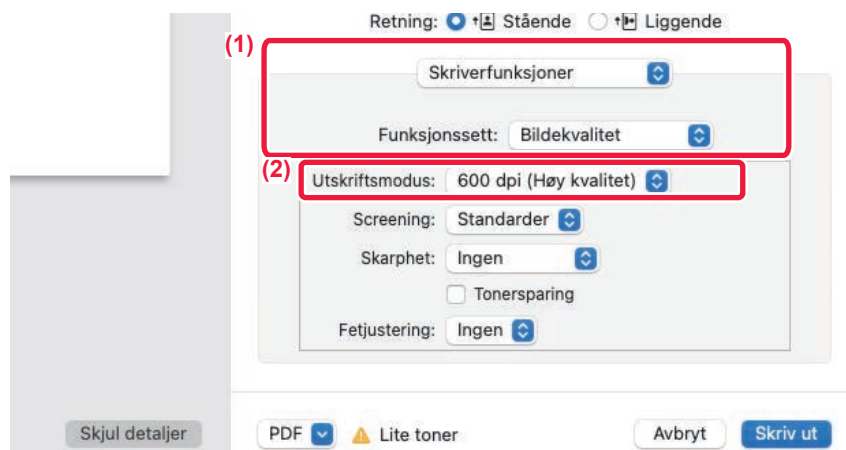 Retning: Stående Liggende
(1)
Skriverfunksjoner
Funksjonssett: Bildekvalitet
(2)
Utskriftsmodus: 600 dpi (Høy kvalitet)
Screening: Standarder
Skarphet: Ingen
Tonersparing
Fetjustering: Ingen
Skjul detaljer PDF Lite toner Avbryt Skriv ut